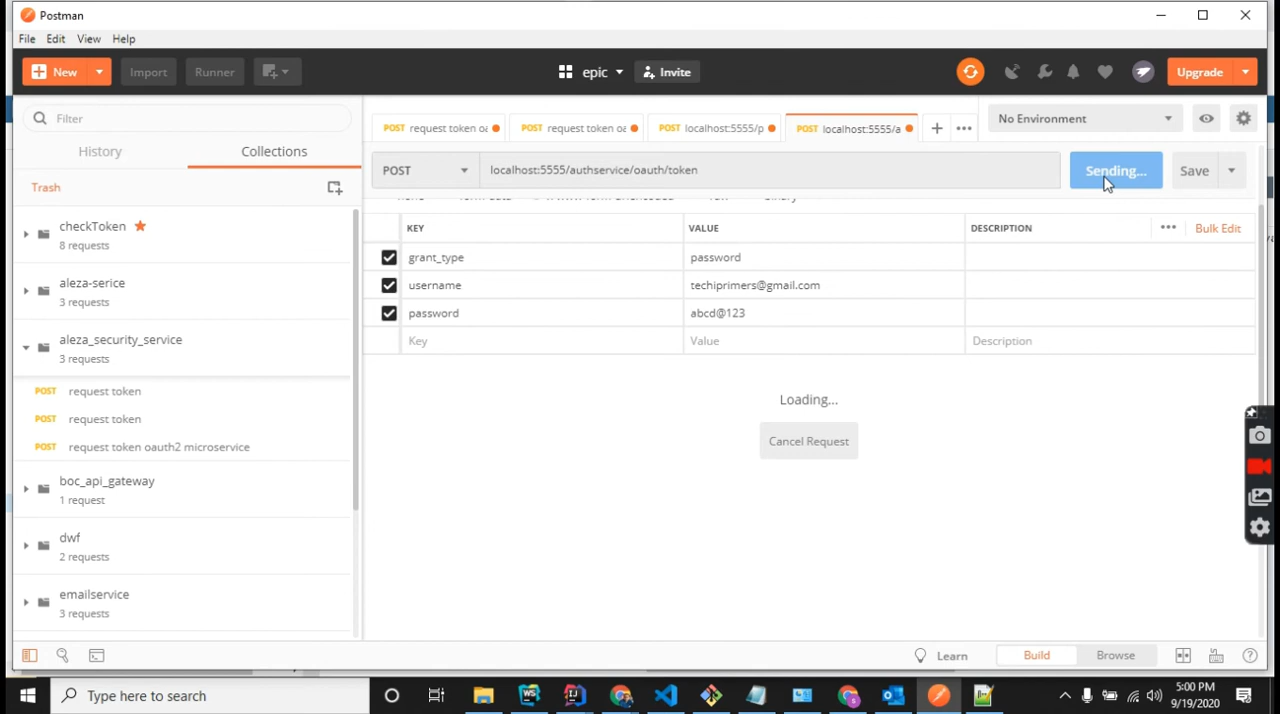 Postman
File Edit View Help
New Import Runner epic Invite Upgrade
Filter
History Collections
Trash
checkToken
8 requests
aleza-serice
3 requests
aleza_security_service
3 requests
POST request token
POST request token
POST request token oauth2 microservice
boc_api_gateway
1 request
dwf
2 requests
emailservice
3 requests
POST request token oa
POST request token oa
POST localhost:5555/p
POST localhost:5555/a
No Environment
POST localhost:5555/authservice/oauth/token Sending... Save
KEY VALUE DESCRIPTION Bulk Edit
grant_type password
username techiprimers@gmail.com
password abcd@123
Key Value Description
Loading...
Cancel Request
Learn Build Browse
Type here to search
5:00 PM
9/19/2020